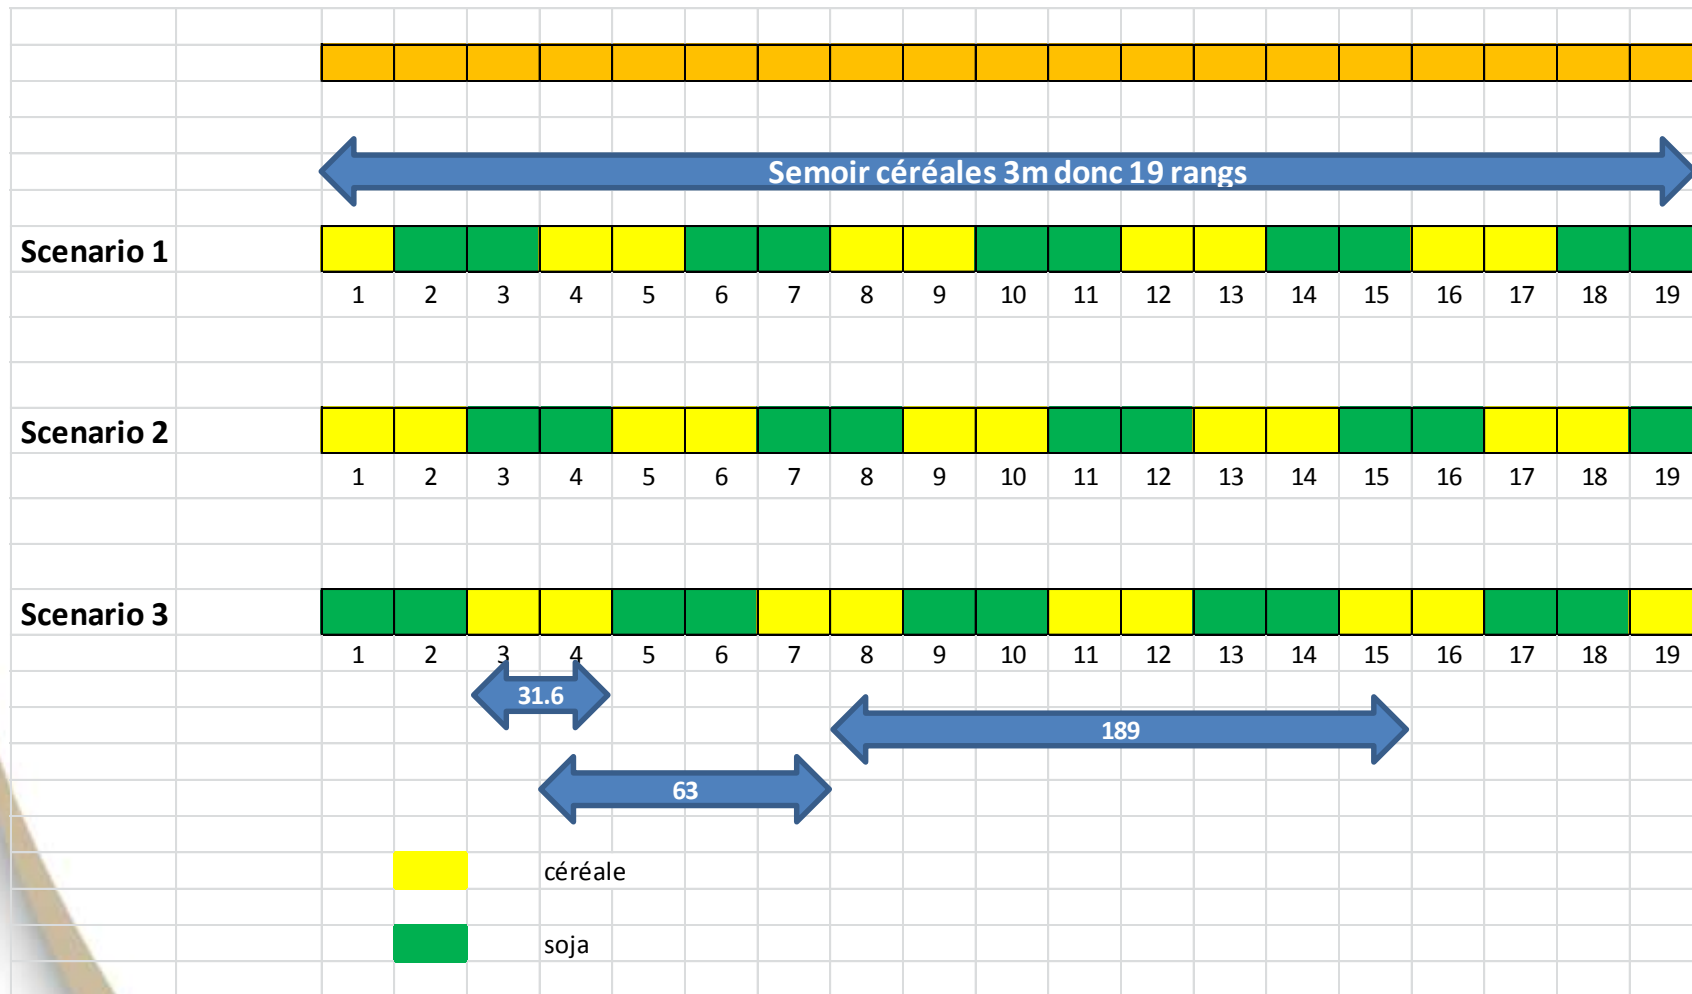 Semoir céréales 3m donc 19 rangs
Scenario 1
1 2 3 4 5 6 7 8 9 10 11 12 13 14 15 16 17 18 19
Scenario 2
1 2 3 4 5 6 7 8 9 10 11 12 13 14 15 16 17 18 19
Scenario 3
1 2 3 4 5 6 7 8 9 10 11 12 13 14 15 16 17 18 19
31.6
189
63
céréale
soja